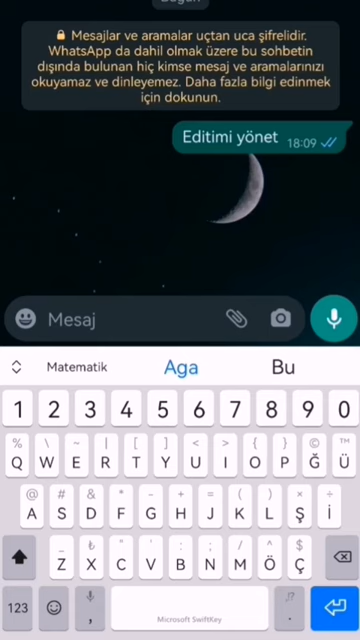 Bugün
Mesajlar ve aramalar uçtan uca şifrelidir.
WhatsApp da dahil olmak üzere bu sohbetin
dışında bulunan hiç kimse mesaj ve aramalarınızı
okuyamaz ve dinleyemez. Daha fazla bilgi edinmek
için dokunun.
Editimi yönet 18:09
Mesaj
Matematik Aga Bu
1 2 3 4 5 6 7 8 9 0
% \ ~ | [ ] < > { } © ™
Q W E R T Y U I O P Ğ Ü
@ # & * - + = ( ) × ÷
A S D F G H J K L Ş İ
_ ₺ " ' : ; / ^ $
Z X C V B N M Ö Ç
123 , Microsoft SwiftKey . ,!?